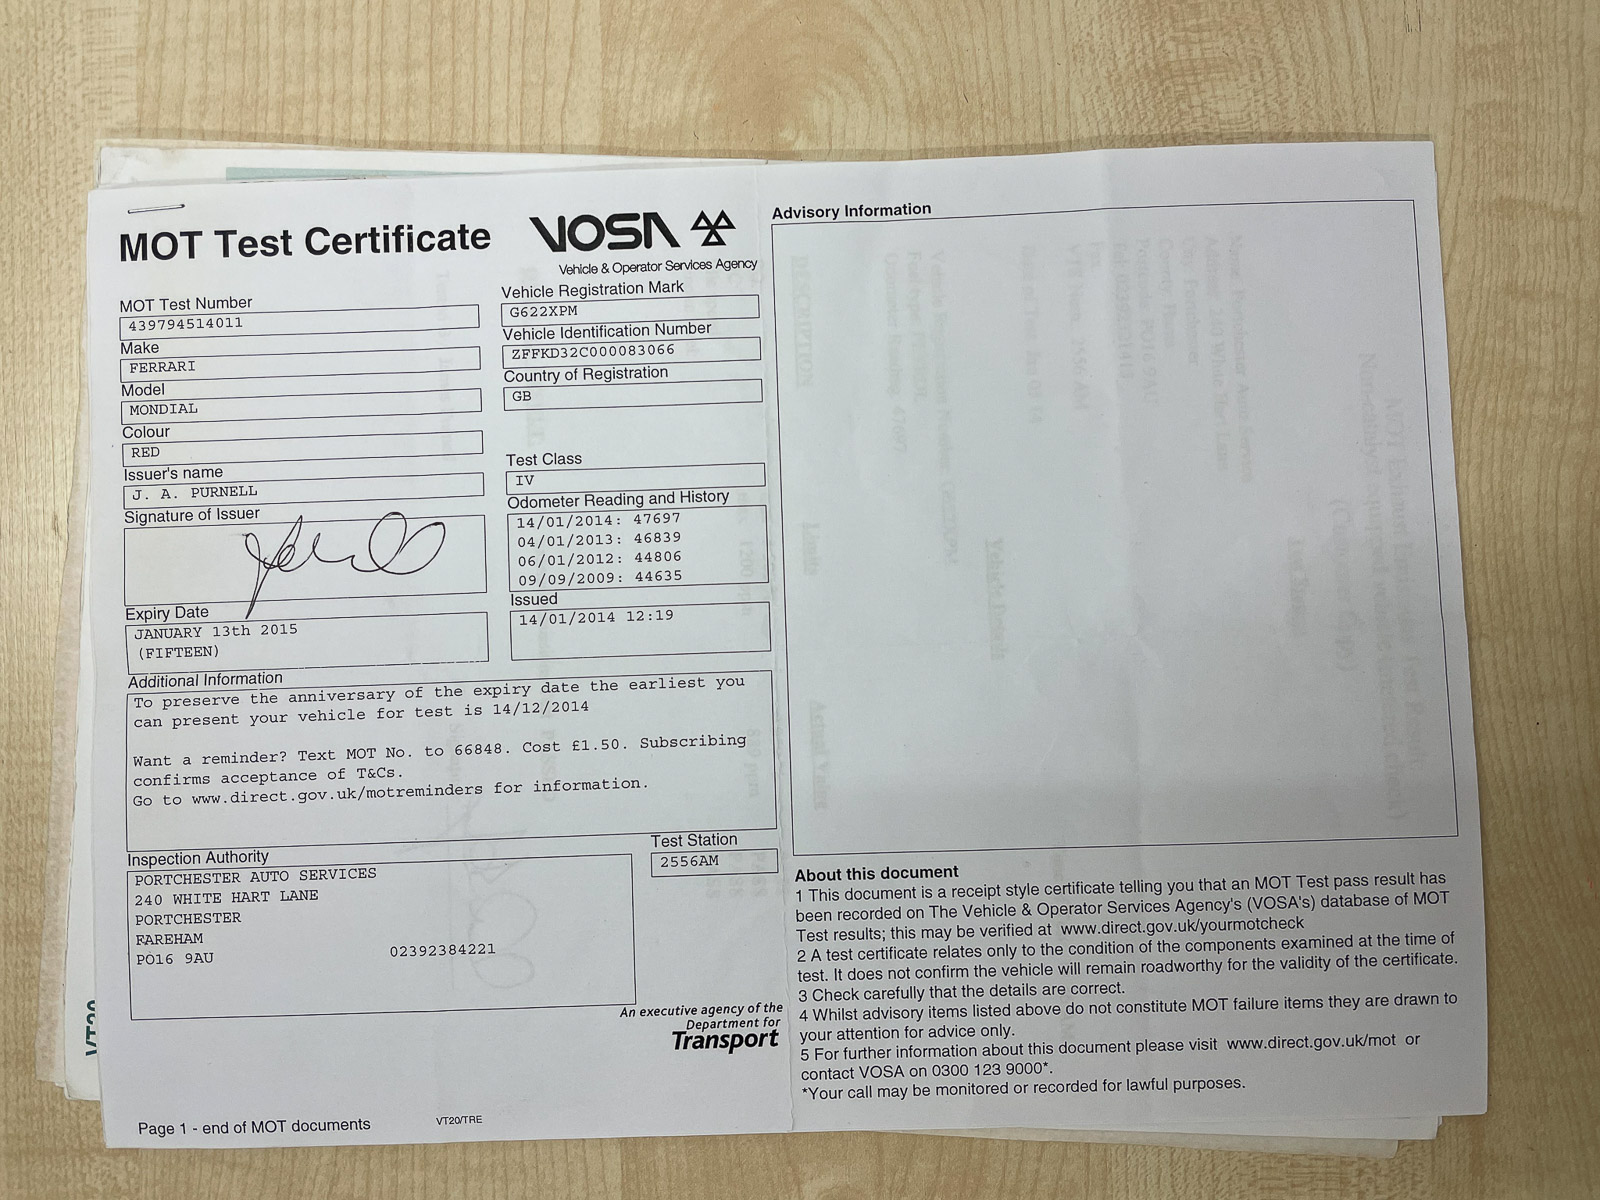 MOT Test Certificate
VOSA
Vehicle & Operator Services Agency
MOT Test Number
439794514011
Make
FERRARI
Model
MONDIAL
Colour
RED
Issuer's name
J. A. PURNELL
Signature of Issuer
Expiry Date
JANUARY 13th 2015
(FIFTEEN)
Vehicle Registration Mark
G622XPM
Vehicle Identification Number
ZFFKD32C000083066
Country of Registration
GB
Test Class
IV
Odometer Reading and History
14/01/2014: 47697
04/01/2013: 46839
06/01/2012: 44806
09/09/2009: 44635
Issued
14/01/2014 12:19
Additional Information
To preserve the anniversary of the expiry date the earliest you
can present your vehicle for test is 14/12/2014
Want a reminder? Text MOT No. to 66848. Cost £1.50. Subscribing
confirms acceptance of T&Cs.
Go to www.direct.gov.uk/motreminders for information.
Inspection Authority
PORTCHESTER AUTO SERVICES
240 WHITE HART LANE
PORTCHESTER
FAREHAM
PO16 9AU 02392384221
Test Station
2556AM
An executive agency of the
Department for
Transport
Page 1 - end of MOT documents
VT20/TRE
Advisory Information
About this document
1 This document is a receipt style certificate telling you that an MOT Test pass result has
been recorded on The Vehicle & Operator Services Agency's (VOSA's) database of MOT
Test results; this may be verified at www.direct.gov.uk/yourmotcheck
2 A test certificate relates only to the condition of the components examined at the time of
test. It does not confirm the vehicle will remain roadworthy for the validity of the certificate.
3 Check carefully that the details are correct.
4 Whilst advisory items listed above do not constitute MOT failure items they are drawn to
your attention for advice only.
5 For further information about this document please visit www.direct.gov.uk/mot or
contact VOSA on 0300 123 9000*.
*Your call may be monitored or recorded for lawful purposes.
VT20